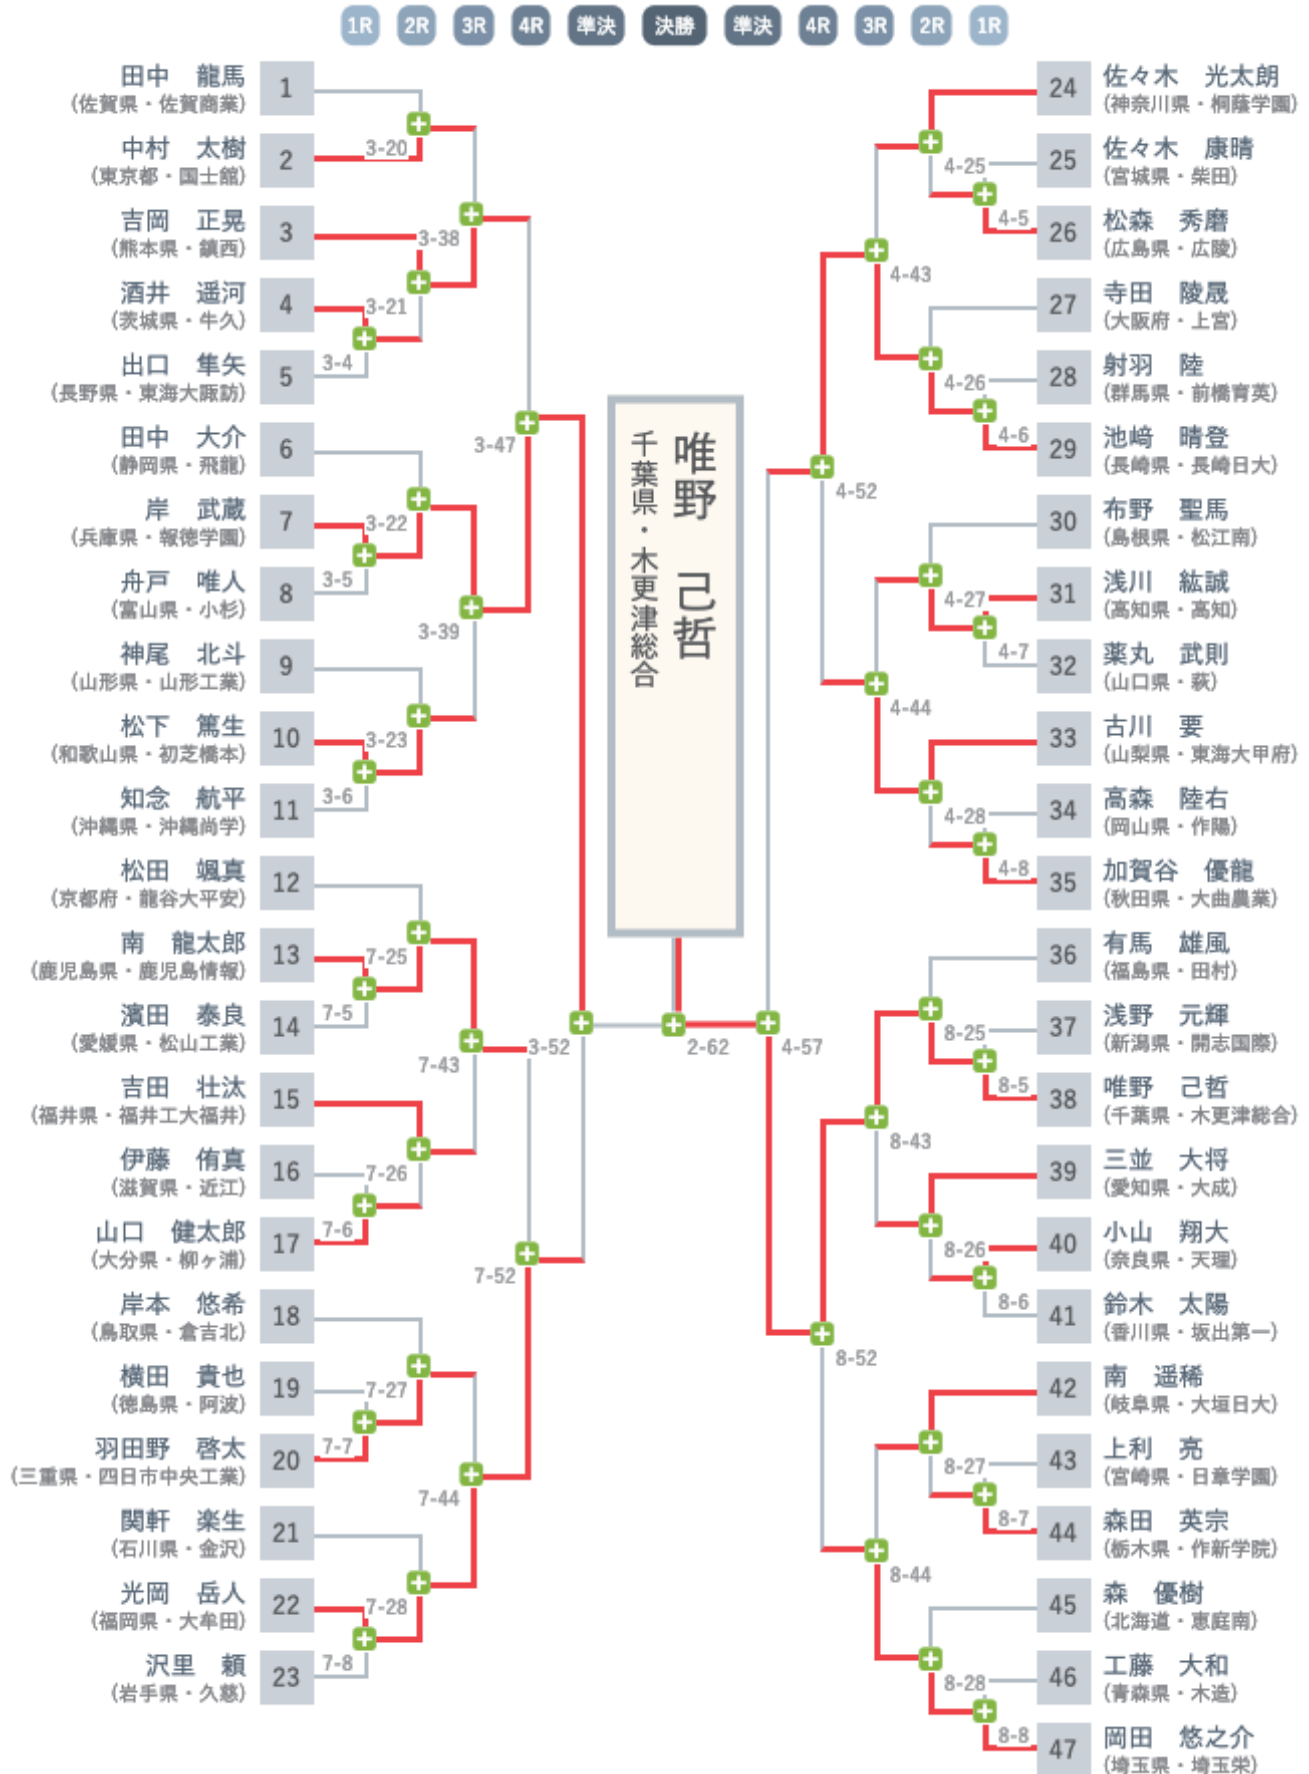 1R 2R 3R 4R 準決 決勝 準決 4R 3R 2R 1R
田中 龍馬
(佐賀県・佐賀商業)
1
中村 太樹
(東京都・国士館)
2
3-20
吉岡 正晃
(熊本県・鎮西)
3
3-38
酒井 遥河
(茨城県・牛久)
4
3-21
出口 隼矢
(長野県・東海大諏訪)
5
3-4
田中 大介
(静岡県・飛龍)
6
3-47
岸 武蔵
(兵庫県・報徳学園)
7
3-22
舟戸 唯人
(富山県・小杉)
8
3-5
3-39
神尾 北斗
(山形県・山形工業)
9
松下 篤生
(和歌山県・初芝橋本)
10
3-23
知念 航平
(沖縄県・沖縄尚学)
11
3-6
松田 颯真
(京都府・龍谷大平安)
12
南 龍太郎
(鹿児島県・鹿児島情報)
13
7-25
濱田 泰良
(愛媛県・松山工業)
14
7-5
7-43
3-52
吉田 壮汰
(福井県・福井工大福井)
15
伊藤 侑真
(滋賀県・近江)
16
7-26
山口 健太郎
(大分県・柳ヶ浦)
17
7-6
7-52
岸本 悠希
(鳥取県・倉吉北)
18
横田 貴也
(徳島県・阿波)
19
7-27
羽田野 啓太
(三重県・四日市中央工業)
20
7-7
7-44
関軒 楽生
(石川県・金沢)
21
光岡 岳人
(福岡県・大牟田)
22
7-28
沢里 頼
(岩手県・久慈)
23
7-8
唯野 己哲
千葉県・木更津総合
2-62
4-57
24
佐々木 光太朗
(神奈川県・桐蔭学園)
4-25
25
佐々木 康晴
(宮城県・柴田)
4-5
26
松森 秀磨
(広島県・広陵)
4-43
27
寺田 陵晟
(大阪府・上宮)
4-26
28
射羽 陸
(群馬県・前橋育英)
4-6
29
池﨑 晴登
(長崎県・長崎日大)
4-52
30
布野 聖馬
(島根県・松江南)
4-27
31
浅川 紘誠
(高知県・高知)
4-7
32
薬丸 武則
(山口県・萩)
4-44
33
古川 要
(山梨県・東海大甲府)
4-28
34
高森 陸右
(岡山県・作陽)
4-8
35
加賀谷 優龍
(秋田県・大曲農業)
36
有馬 雄風
(福島県・田村)
8-25
37
浅野 元輝
(新潟県・開志国際)
8-5
38
唯野 己哲
(千葉県・木更津総合)
8-43
39
三並 大将
(愛知県・大成)
8-26
40
小山 翔大
(奈良県・天理)
8-6
41
鈴木 太陽
(香川県・坂出第一)
8-52
42
南 遥稀
(岐阜県・大垣日大)
8-27
43
上利 亮
(宮崎県・日章学園)
8-7
44
森田 英宗
(栃木県・作新学院)
8-44
45
森 優樹
(北海道・恵庭南)
8-28
46
工藤 大和
(青森県・木造)
8-8
47
岡田 悠之介
(埼玉県・埼玉栄)